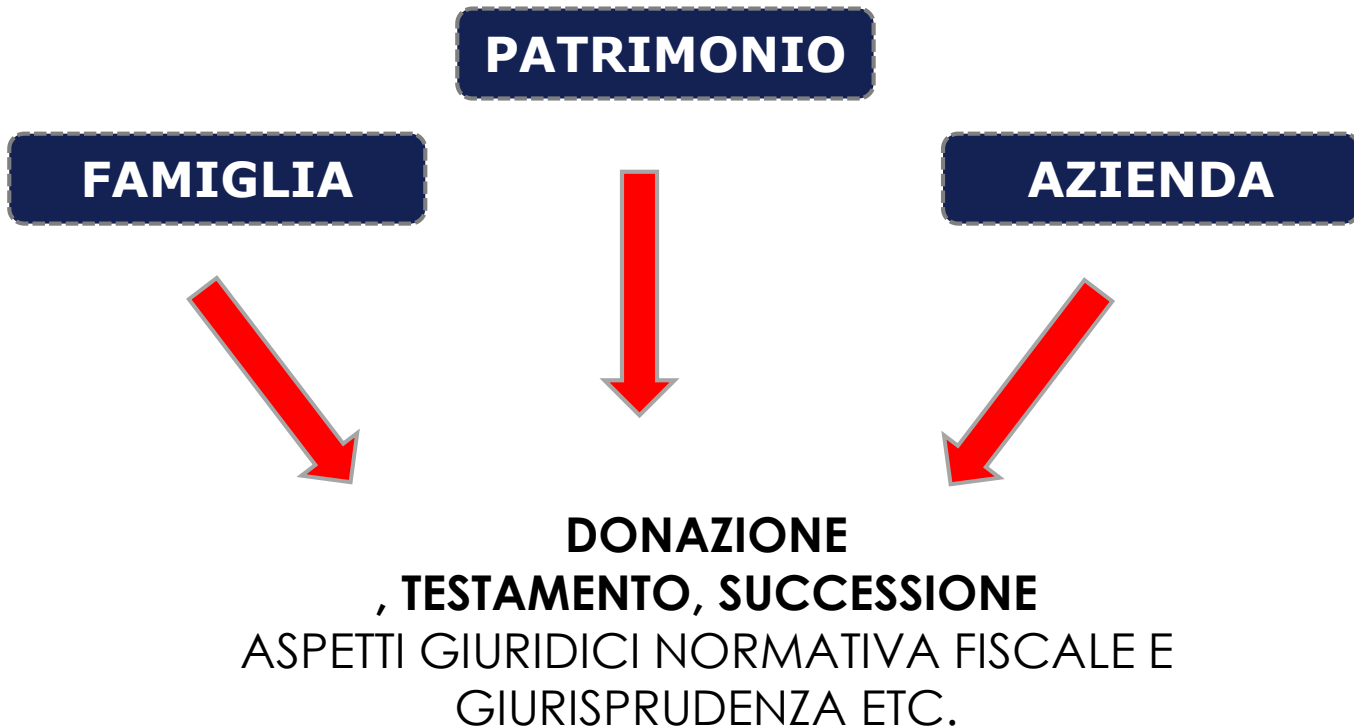 PATRIMONIO
FAMIGLIA
AZIENDA
DONAZIONE
, TESTAMENTO, SUCCESSIONE
ASPETTI GIURIDICI NORMATIVA FISCALE E
GIURISPRUDENZA ETC.